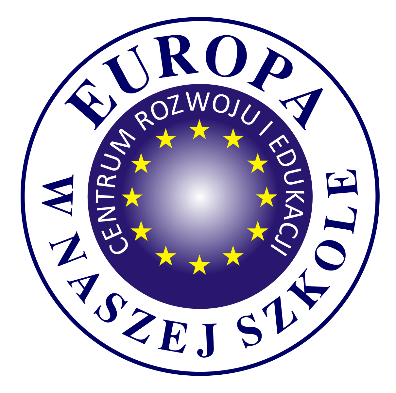 EUROPA
W NASZEJ SZKOLE
CENTRUM ROZWOJU I EDUKACJI